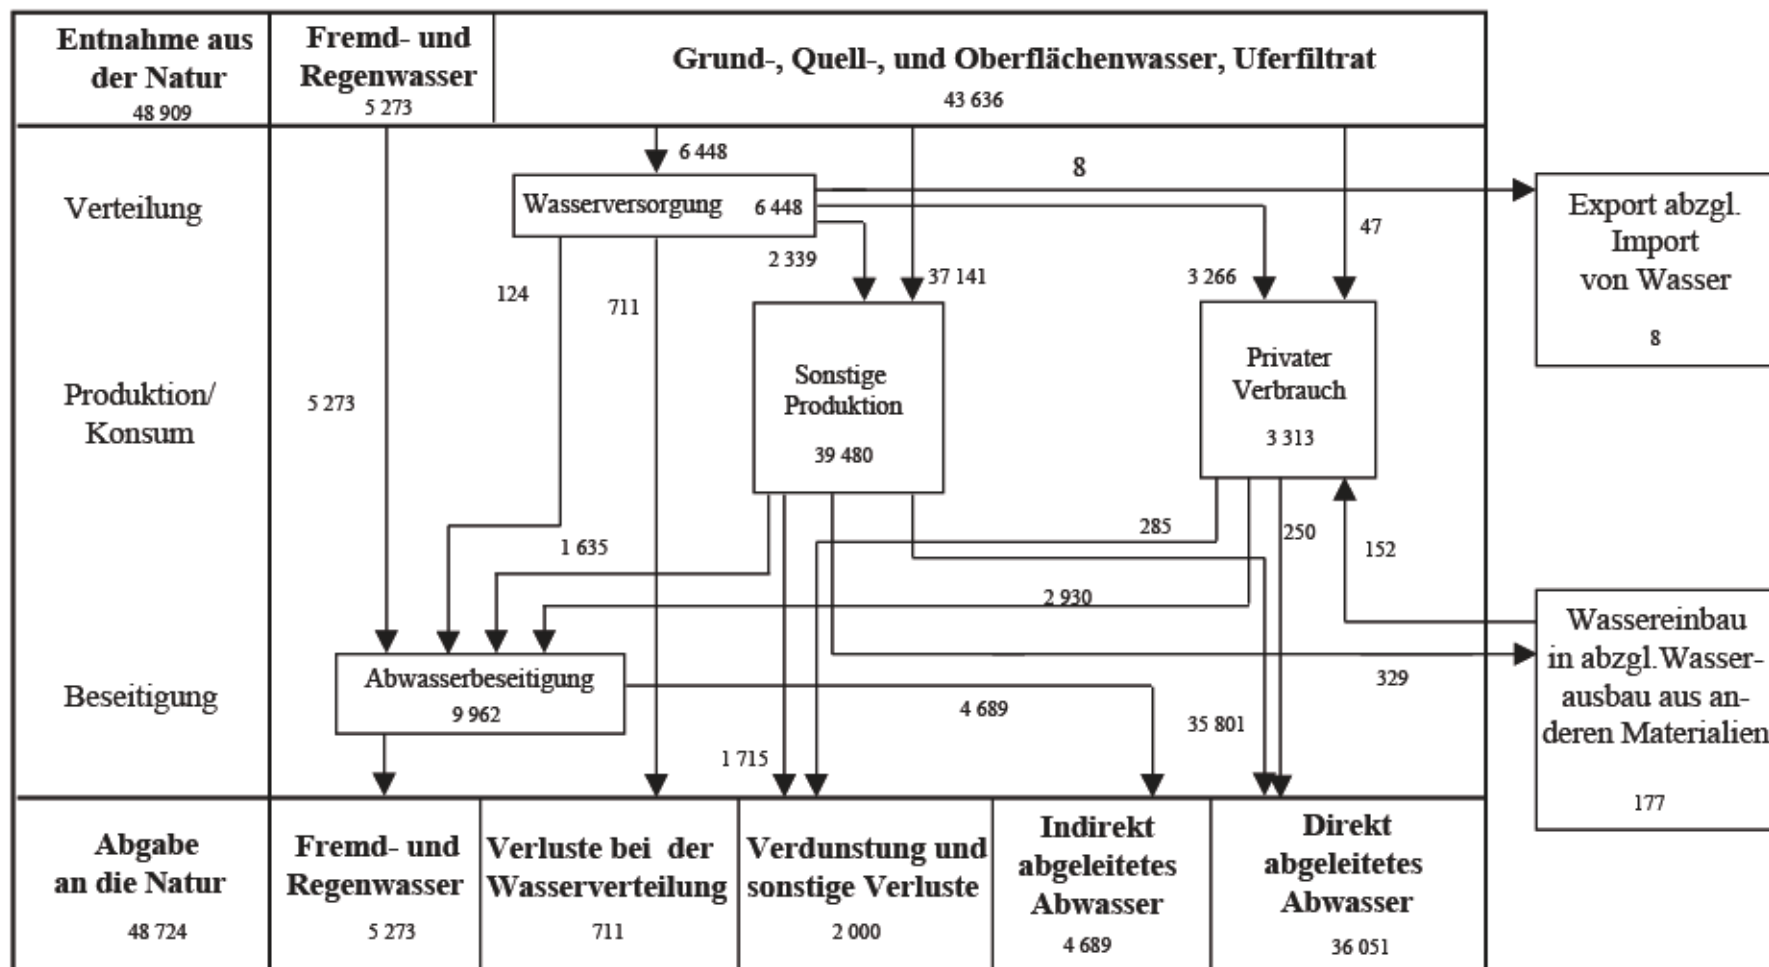 Entnahme aus
der Natur
48 909
Fremd- und
Regenwasser
5 273
Grund-, Quell-, und Oberflächenwasser, Uferfiltrat
43 636
Verteilung
6 448
Wasserversorgung 6 448
8
47
2 339
37 141
3 266
124
711
Export abzgl.
Import
von Wasser
8
Produktion/
Konsum
5 273
Sonstige
Produktion
39 480
Privater
Verbrauch
3 313
1 635
285
250
152
2 930
Beseitigung
Abwasserbeseitigung
9 962
4 689
1 715
35 801
329
Wassereinbau
in abzgl.Wasser-
ausbau aus an-
deren Materialien
177
Abgabe
an die Natur
48 724
Fremd- und
Regenwasser
5 273
Verluste bei der
Wasserverteilung
711
Verdunstung und
sonstige Verluste
2 000
Indirekt
abgeleitetes
Abwasser
4 689
Direkt
abgeleitetes
Abwasser
36 051